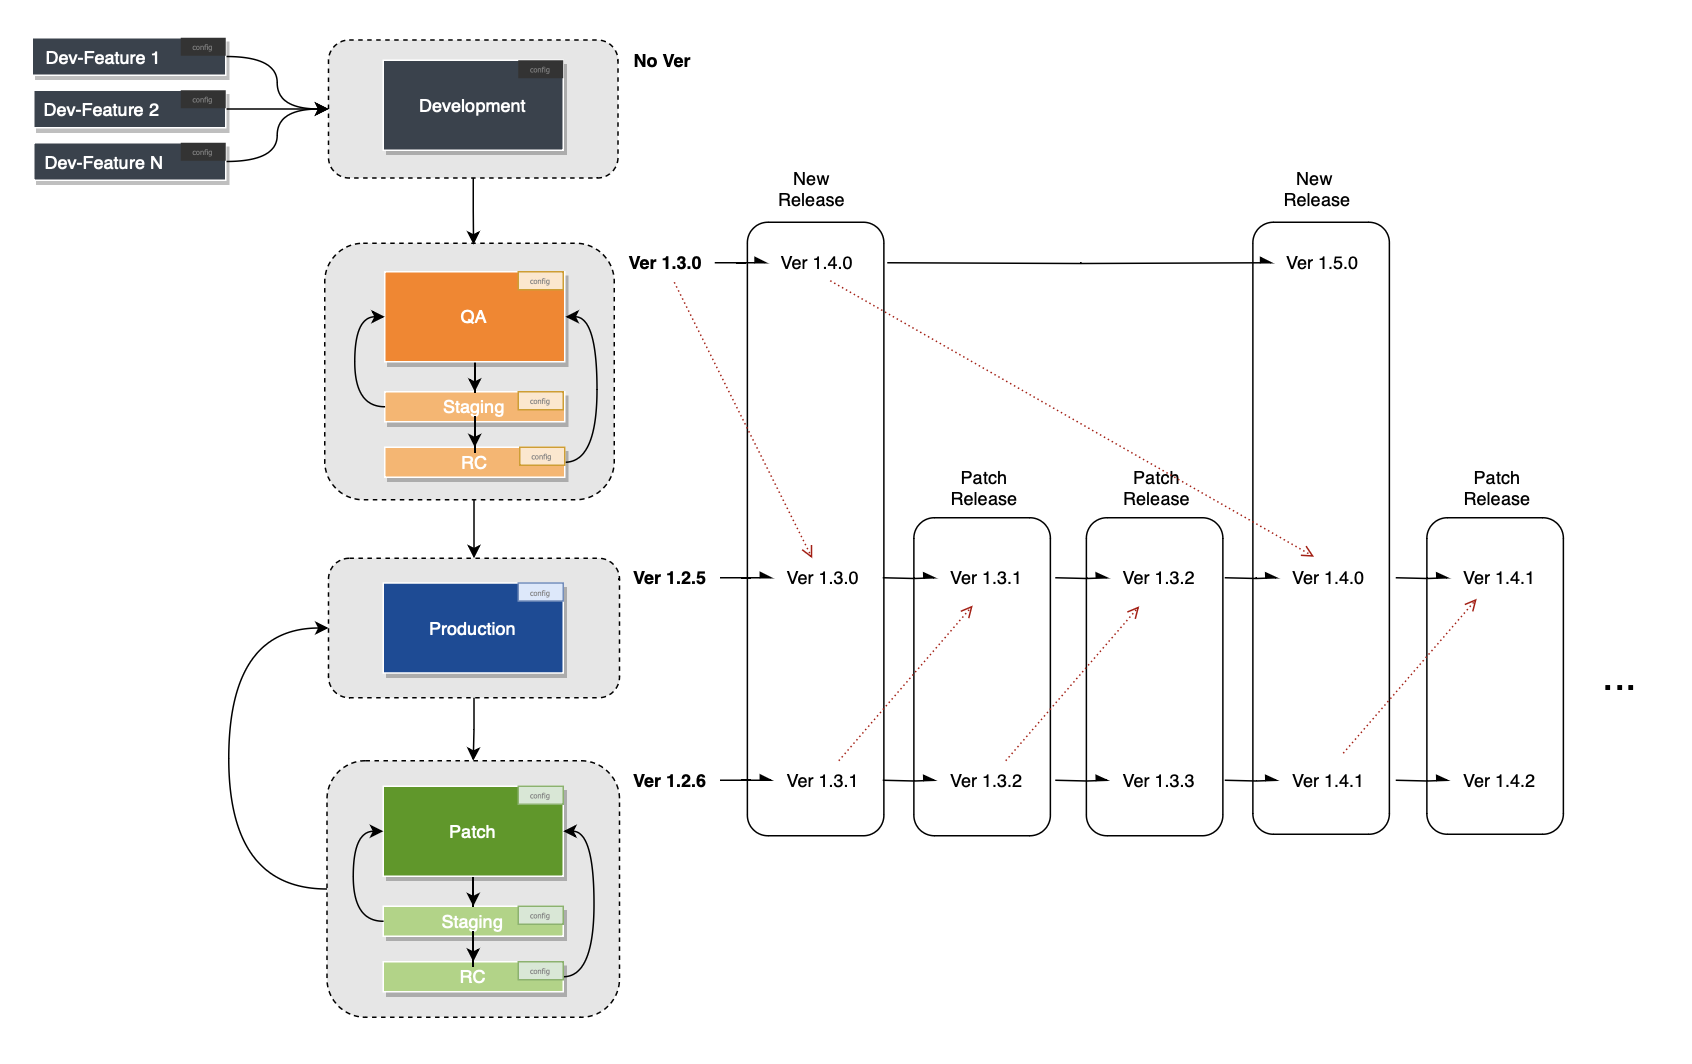 Dev-Feature 1
config
Dev-Feature 2
config
Dev-Feature N
config
config
Development
No Ver
config
QA
Staging
config
RC
config
config
Production
config
Patch
Staging
config
RC
config
New
Release
New
Release
Ver 1.3.0
Ver 1.4.0
Ver 1.5.0
Patch
Release
Patch
Release
Patch
Release
Ver 1.2.5
Ver 1.3.0
Ver 1.3.1
Ver 1.3.2
Ver 1.4.0
Ver 1.4.1
...
Ver 1.2.6
Ver 1.3.1
Ver 1.3.2
Ver 1.3.3
Ver 1.4.1
Ver 1.4.2